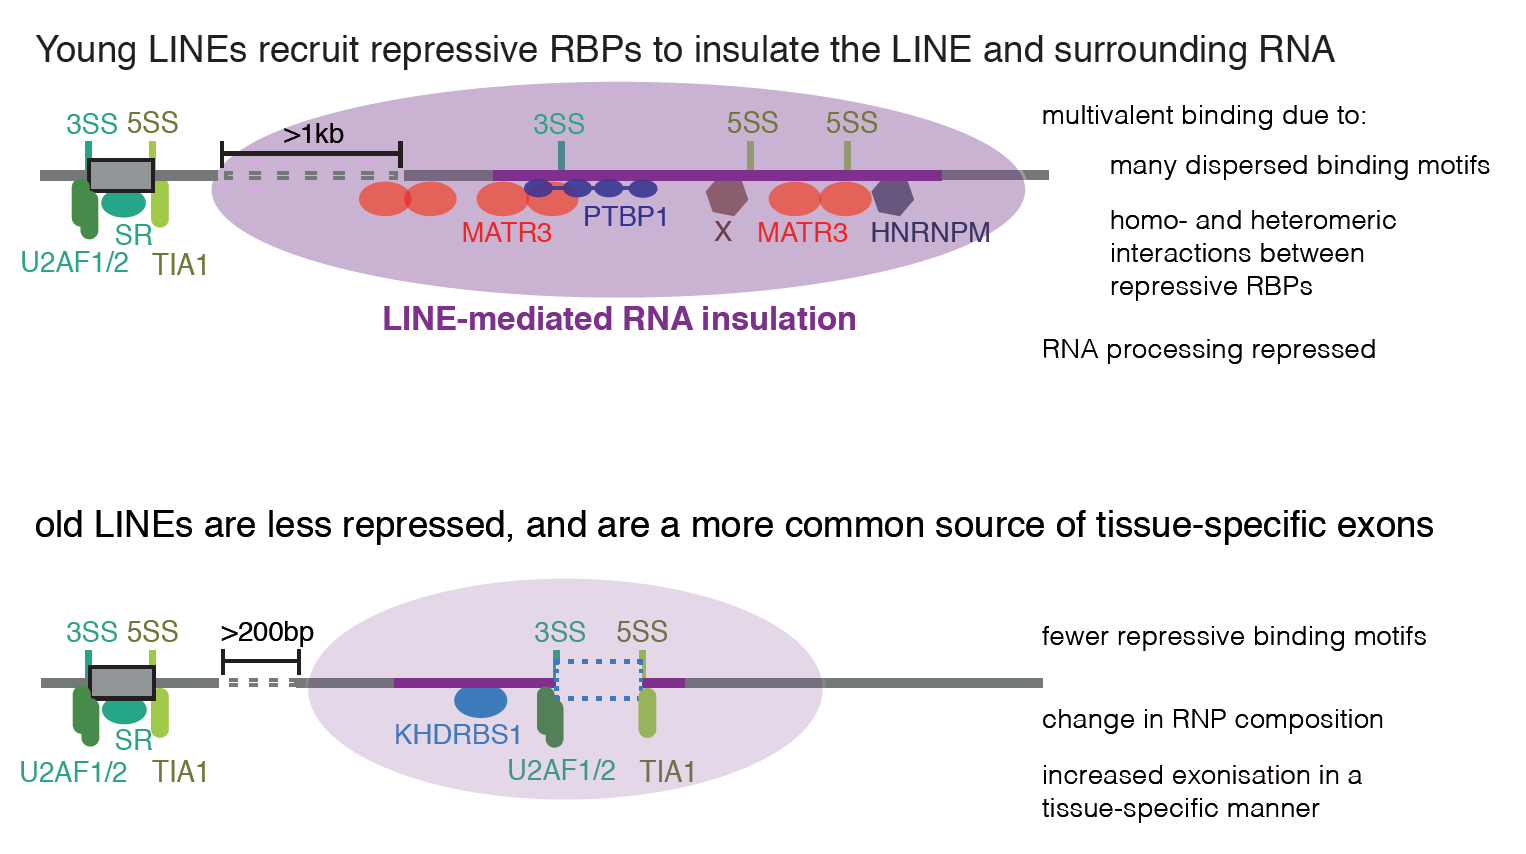 Young LINEs recruit repressive RBPs to insulate the LINE and surrounding RNA
3SS 5SS
>1kb
3SS
5SS
5SS
MATR3
PTBP1
X
MATR3
HNRNPM
SR
U2AF1/2
TIA1
LINE-mediated RNA insulation
multivalent binding due to:
many dispersed binding motifs
homo- and heteromeric
interactions between
repressive RBPs
RNA processing repressed
old LINEs are less repressed, and are a more common source of tissue-specific exons
3SS 5SS
>200bp
3SS
5SS
KHDRBS1
SR
U2AF1/2
TIA1
U2AF1/2
TIA1
fewer repressive binding motifs
change in RNP composition
increased exonisation in a
tissue-specific manner